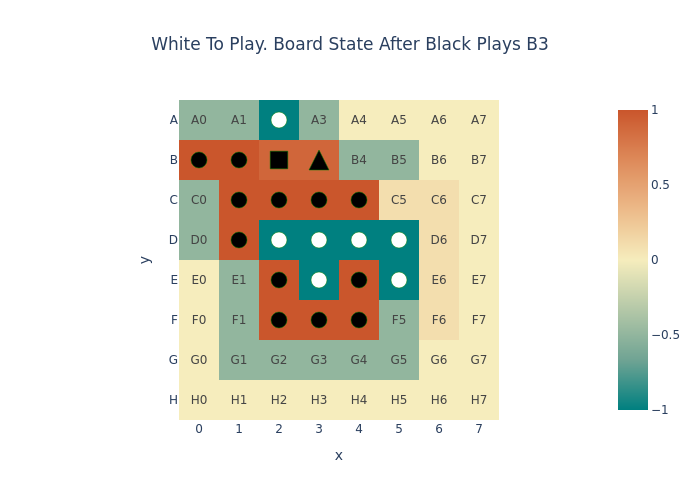 White To Play. Board State After Black Plays B3
A A0 A1 A3 A4 A5 A6 A7
B B4 B5 B6 B7
C C0 C5 C6 C7
D D0 D6 D7
E E0 E1 E6 E7
F F0 F1 F5 F6 F7
G G0 G1 G2 G3 G4 G5 G6 G7
H H0 H1 H2 H3 H4 H5 H6 H7
0 1 2 3 4 5 6 7
x
y
1
0.5
0
−0.5
−1